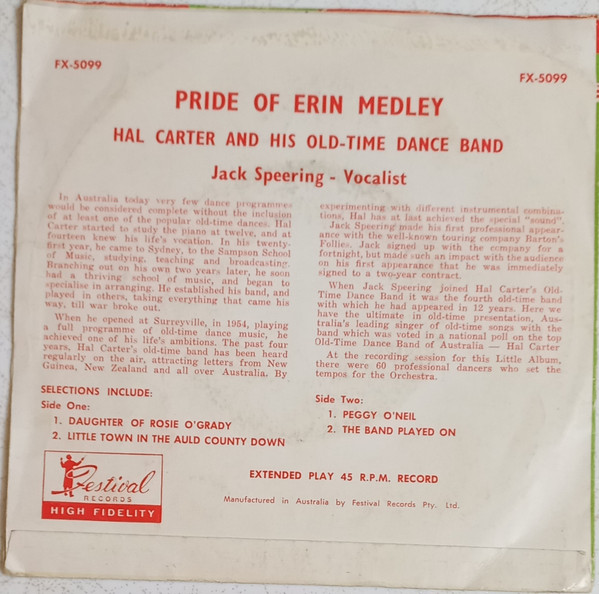 FX-5099
FX-5099
PRIDE OF ERIN MEDLEY
HAL CARTER AND HIS OLD-TIME DANCE BAND
Jack Speering - Vocalist
In Australia today very few dance programmes
would be considered complete without the inclusion
of at least one of the popular old-time dances. Hal
Carter started to study the piano at twelve, and at
fourteen knew his life's vocation. In his twenty-
first year, he came to Sydney, to the Sampson School
of Music, studying, teaching and broadcasting.
Branching out on his own two years later, he soon
had a thriving school of music, and began to
specialise in arranging. He established his band, and
played in others, taking everything that came his
way, till war broke out.
When he opened at Surreyville, in 1954, playing
a full programme of old-time dance music, he
achieved one of his life's ambitions. The past four
years, Hal Carter's old-time band has been heard
regularly on the air, attracting letters from New
Guinea, New Zealand and all over Australia. By
experimenting with different instrumental combina-
tions, Hal has at last achieved the special "sound".
Jack Speering made his first professional appear-
ance with the well-known touring company Barton's
Follies. Jack signed up with the company for a
fortnight, but made such an impact with the audience
on his first appearance that he was immediately
signed to a two-year contract.
When Jack Speering joined Hal Carter's Old-
Time Dance Band it was the fourth old-time band
with which he had appeared in 12 years. Here we
have the ultimate in old-time presentation, Aus-
tralia's leading singer of old-time songs with the
band which was voted in a national poll on the top
Old-Time Dance Band of Australia — Hal Carter
At the recording session for this Little Album,
there were 60 professional dancers who set the
tempos for the Orchestra.
SELECTIONS INCLUDE:
Side One:
1. DAUGHTER OF ROSIE O'GRADY
2. LITTLE TOWN IN THE AULD COUNTY DOWN
Side Two:
1. PEGGY O'NEIL
2. THE BAND PLAYED ON
Festival
RECORDS
HIGH FIDELITY
EXTENDED PLAY 45 R.P.M. RECORD
Manufactured in Australia by Festival Records Pty. Ltd.